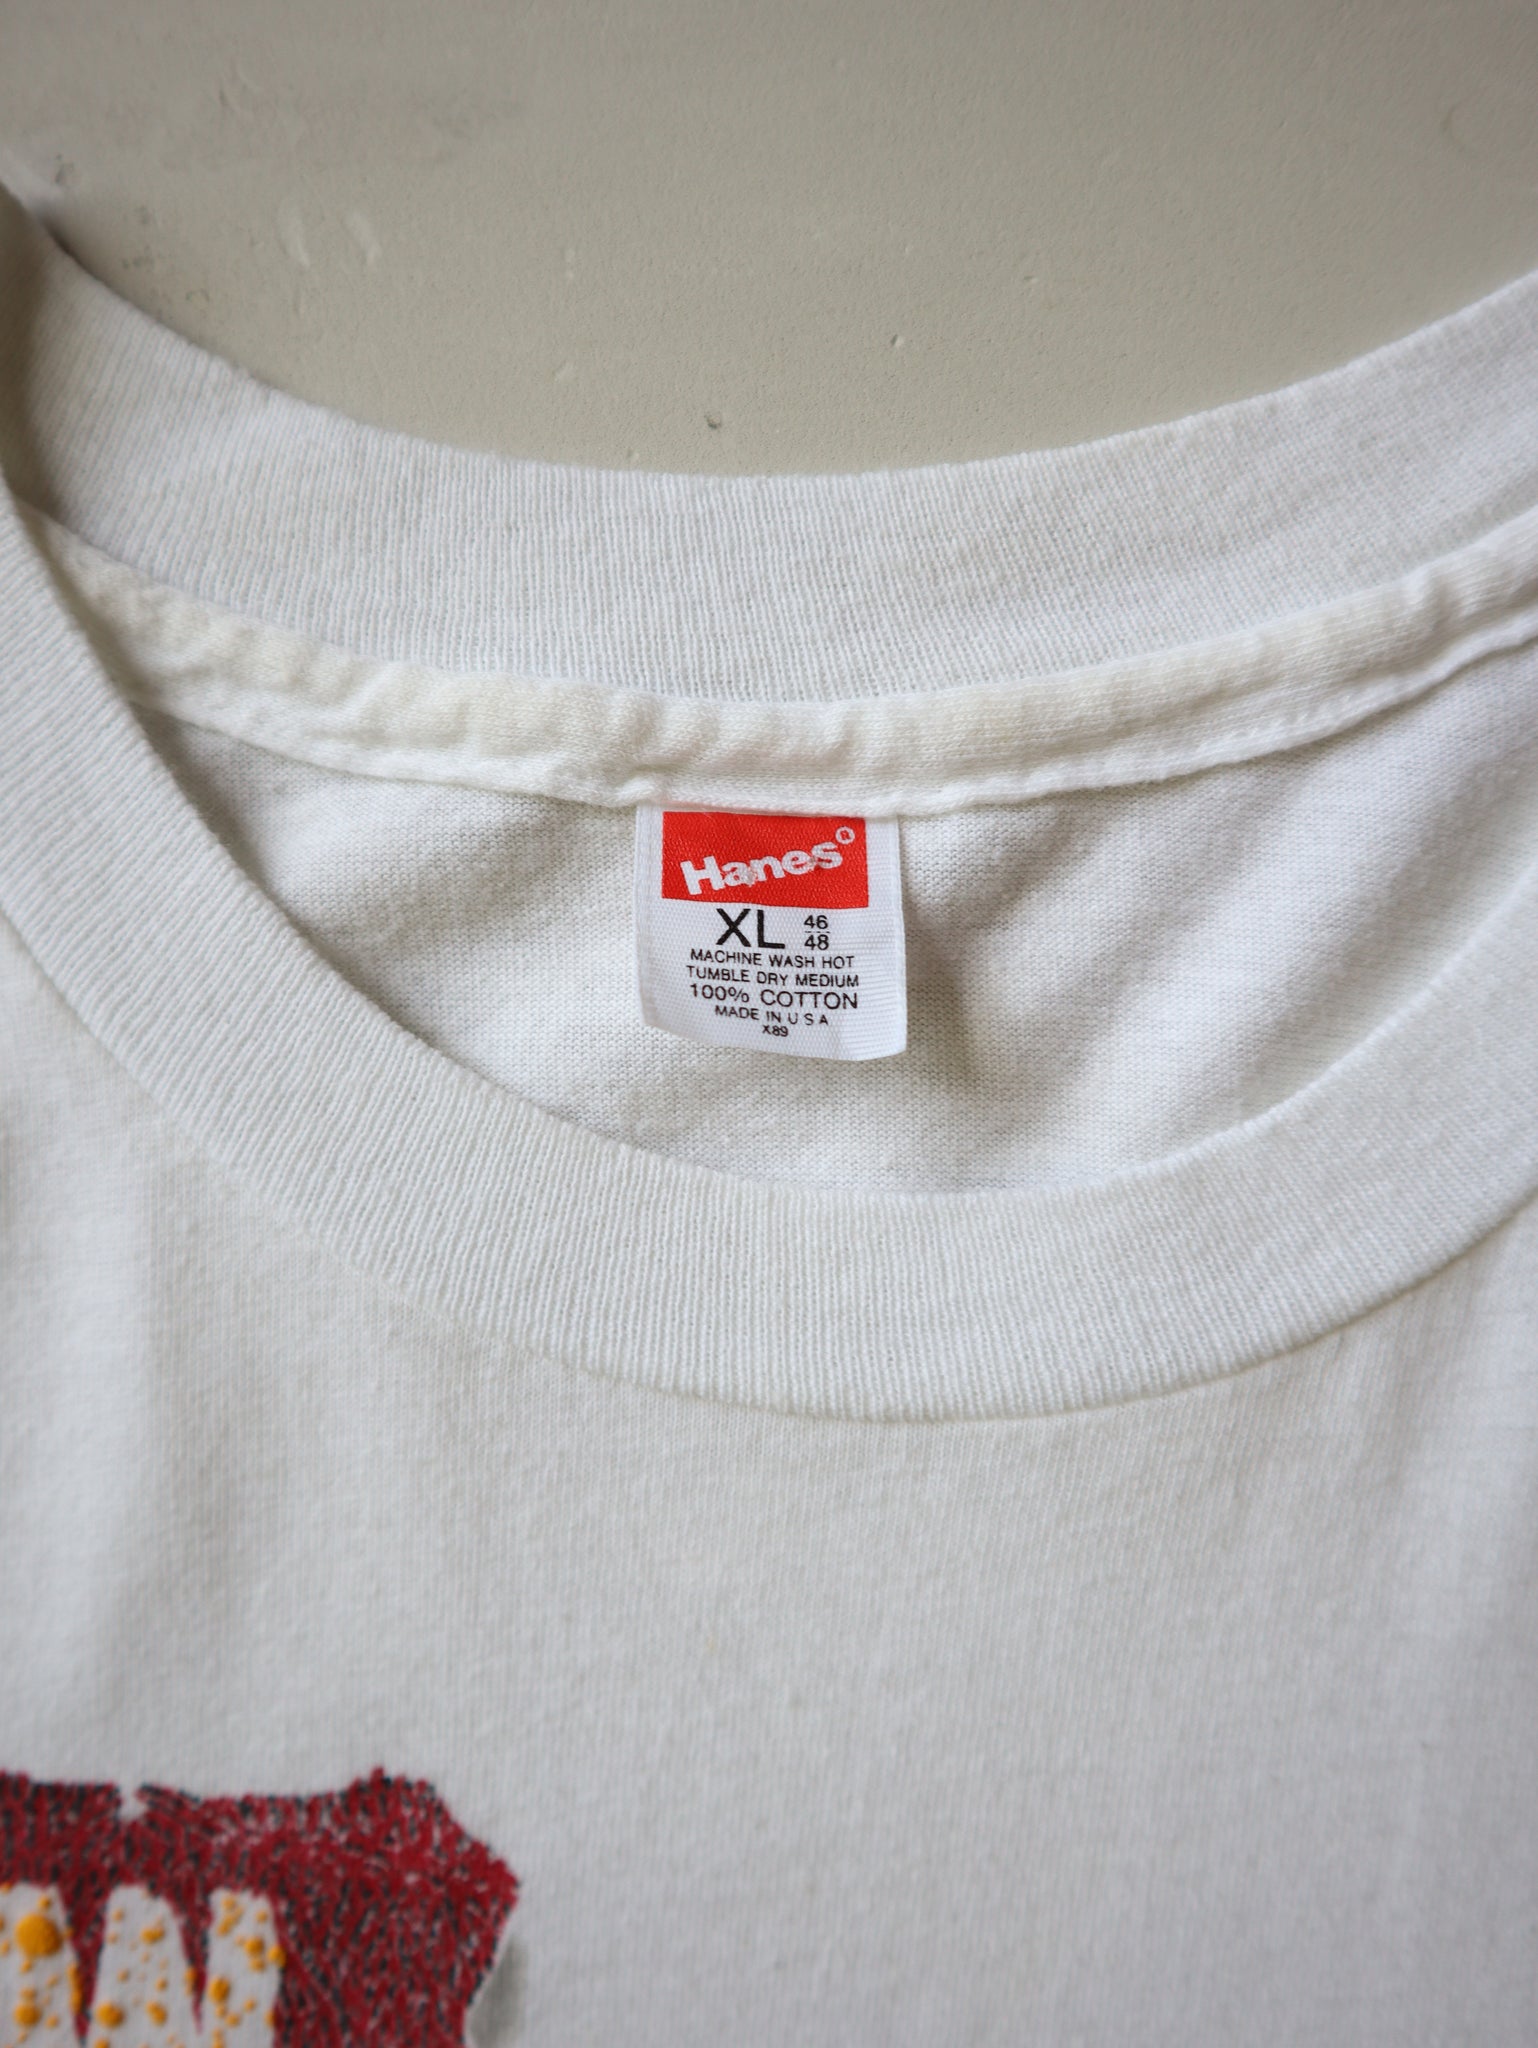 Hanes®
XL 46/48
MACHINE WASH HOT
TUMBLE DRY MEDIUM
100% COTTON
MADE IN U S A
X89